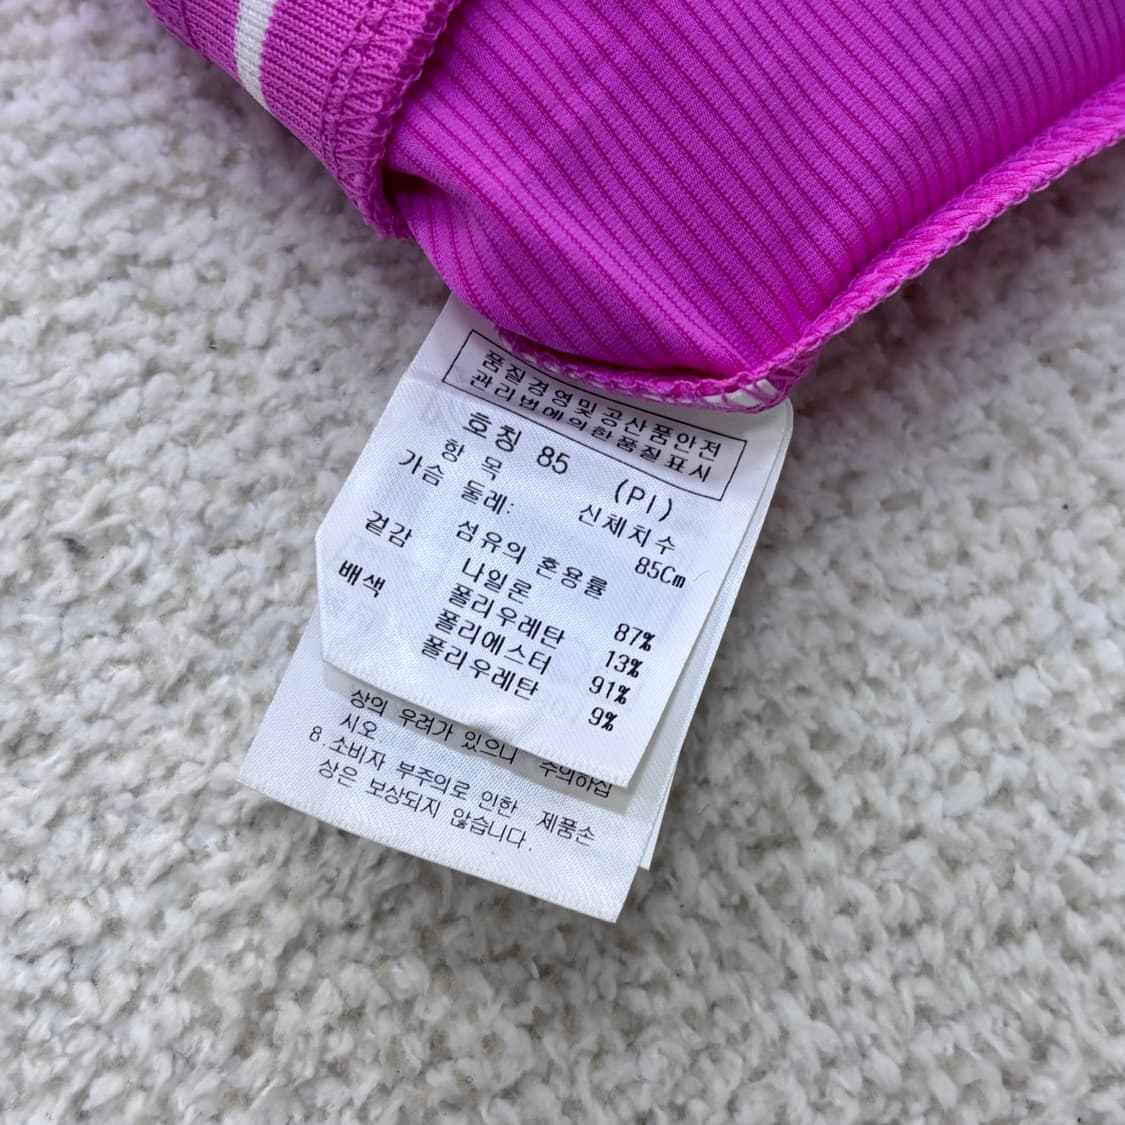 품질경영및공산품안전
관리법에의한품질표시
호칭 85 (PI)
항 목 신체치수
가슴 둘레: 85Cm
섬유의 혼용률
겉감 나일론 87%
폴리우레탄 13%
배색 폴리에스터 91%
폴리우레탄 9%
상의 우려가 있으니 주의하십
시오
8.소비자 부주의로 인한 제품손
상은 보상되지 않습니다.